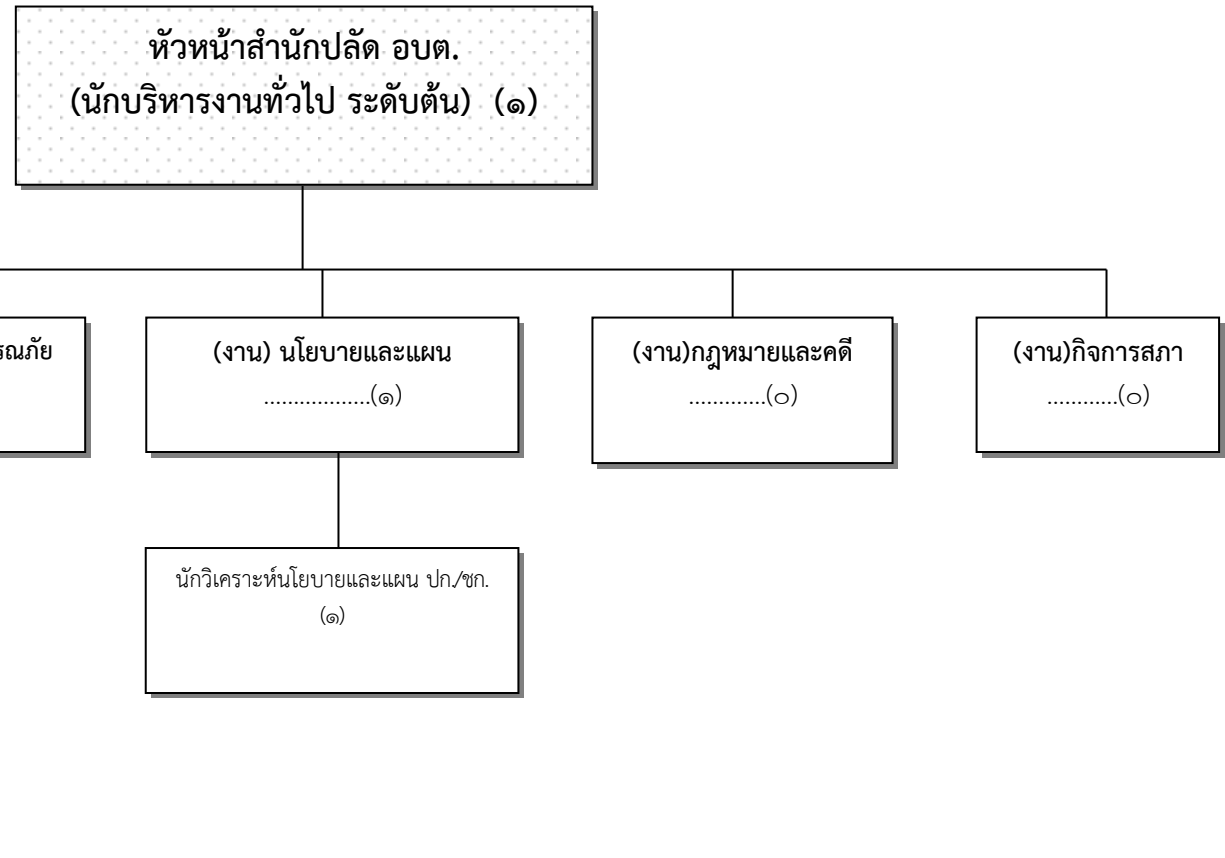 หัวหน้าสำนักปลัด อบต.
(นักบริหารงานทั่วไป ระดับต้น) (๑)
(งาน) นโยบายและแผน
..................(๑)
(งาน)กฎหมายและคดี
.............(๐)
(งาน)กิจการสภา
............(๐)
นักวิเคราะห์นโยบายและแผน ปก./ชก.
(๑)